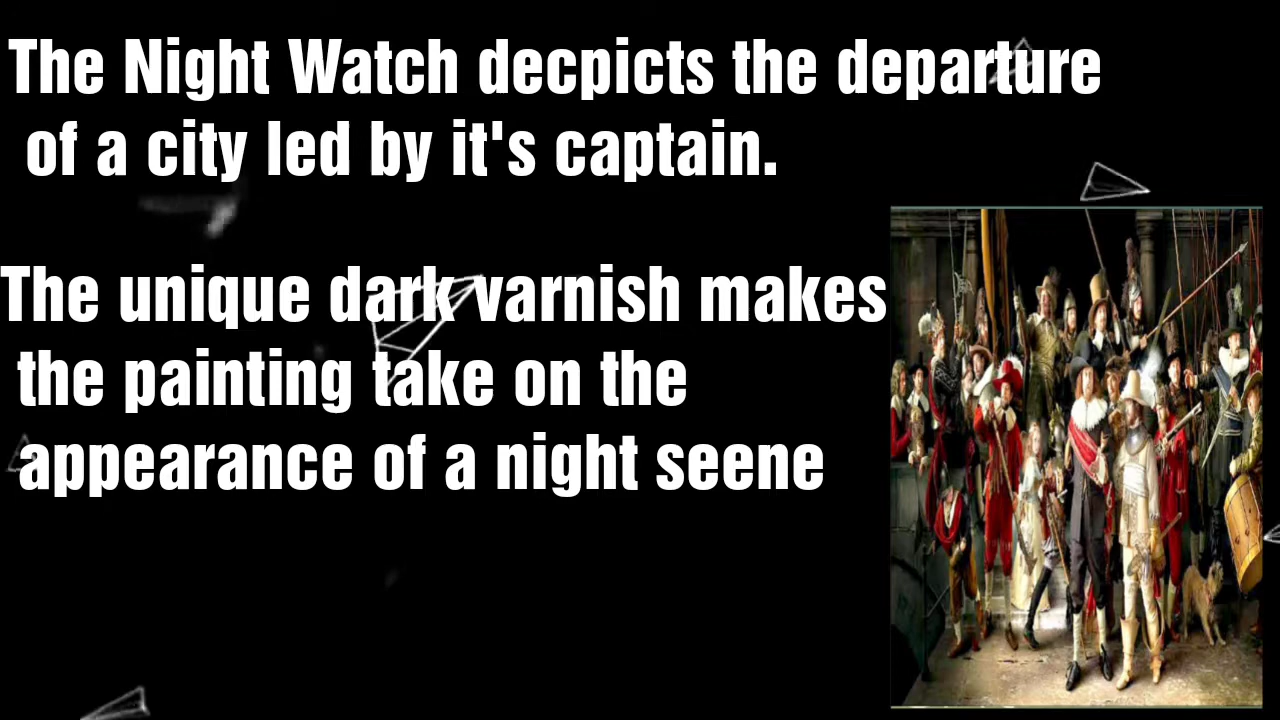 The Night Watch decpicts the departure
of a city led by it's captain.
The unique dark varnish makes
the painting take on the
appearance of a night seene